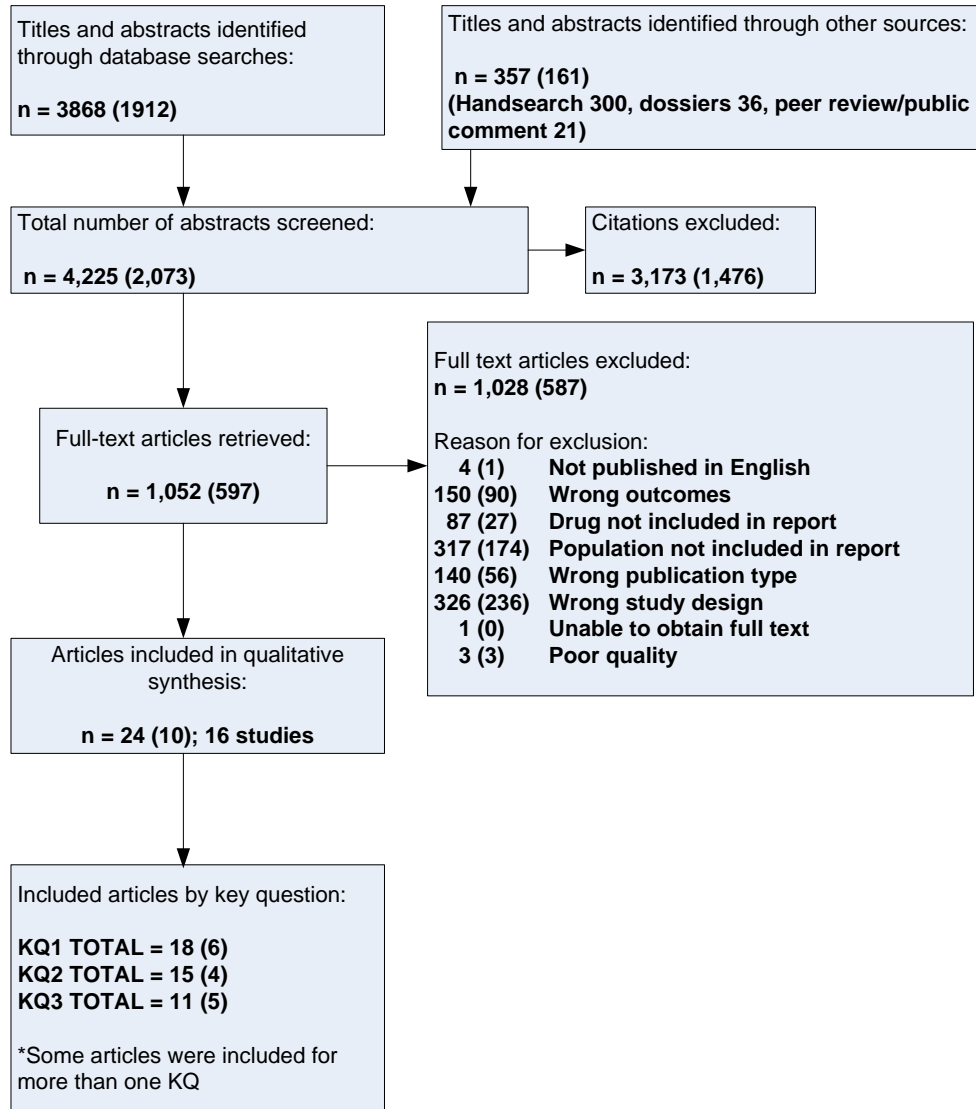 Titles and abstracts identified
through database searches:
n = 3868 (1912)
Titles and abstracts identified through other sources:
n = 357 (161)
(Handsearch 300, dossiers 36, peer review/public
comment 21)
Total number of abstracts screened:
n = 4,225 (2,073)
Citations excluded:
n = 3,173 (1,476)
Full-text articles retrieved:
n = 1,052 (597)
Full text articles excluded:
n = 1,028 (587)
Reason for exclusion:
4 (1) Not published in English
150 (90) Wrong outcomes
87 (27) Drug not included in report
317 (174) Population not included in report
140 (56) Wrong publication type
326 (236) Wrong study design
1 (0) Unable to obtain full text
3 (3) Poor quality
Articles included in qualitative
synthesis:
n = 24 (10); 16 studies
Included articles by key question:
KQ1 TOTAL = 18 (6)
KQ2 TOTAL = 15 (4)
KQ3 TOTAL = 11 (5)
*Some articles were included for
more than one KQ